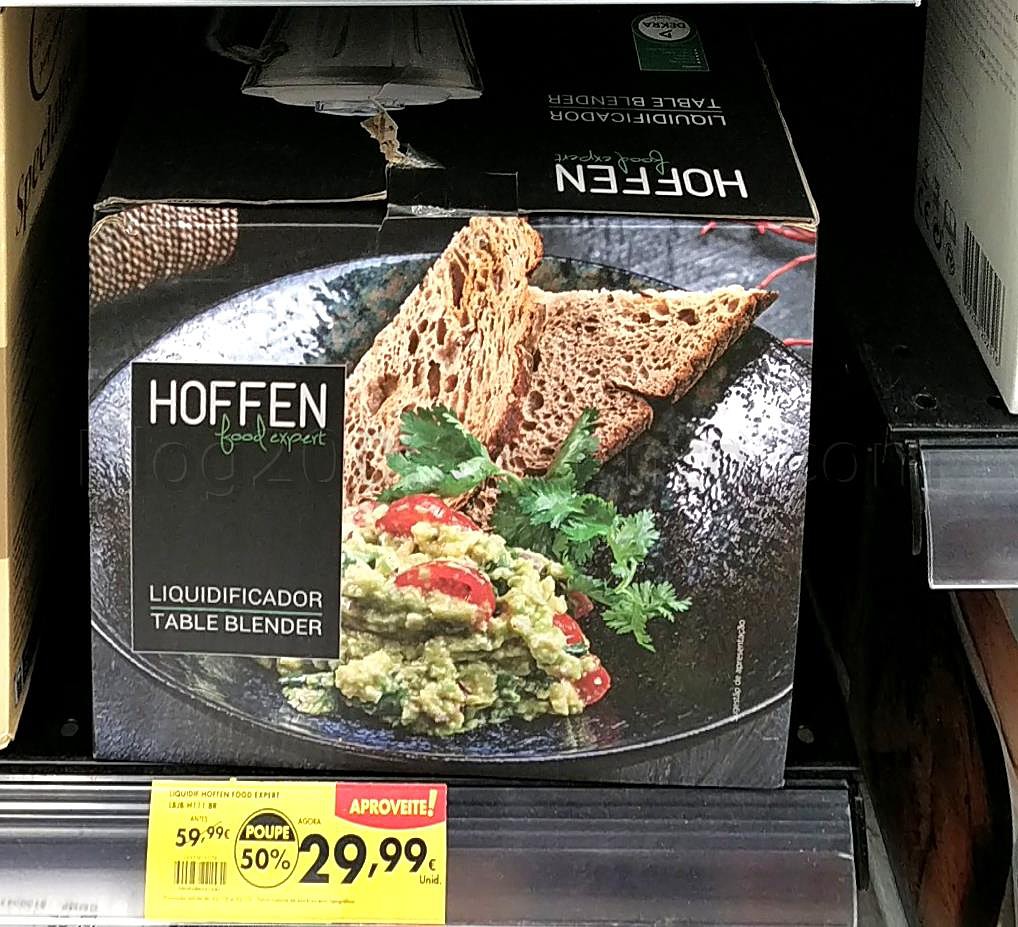 DEKRA
TABLE BLENDER
LIQUIDIFICADOR
food expert
HOFFEN
HOFFEN
food expert
LIQUIDIFICADOR
TABLE BLENDER
LIQUIDIF HOFFEN FOOD EXPERT
ANTES
59,99€
POUPE
50%
AGORA
APROVEITE!
29,99€
Unid.